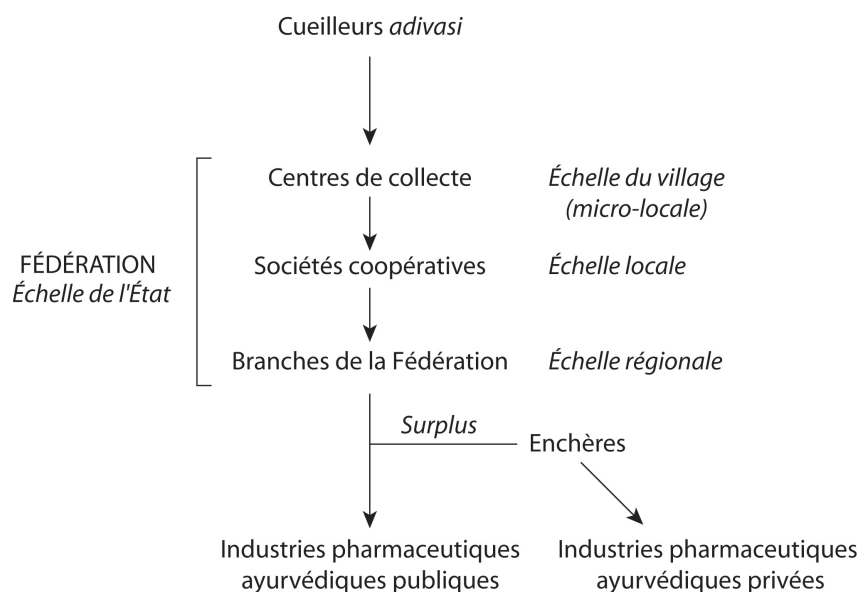 Cueilleurs adivasi
Centres de collecte
Échelle du village
(micro-locale)
FÉDÉRATION
Échelle de l'État
Sociétés coopératives
Échelle locale
Branches de la Fédération
Échelle régionale
Surplus
Enchères
Industries pharmaceutiques
ayurvédiques publiques
Industries pharmaceutiques
ayurvédiques privées